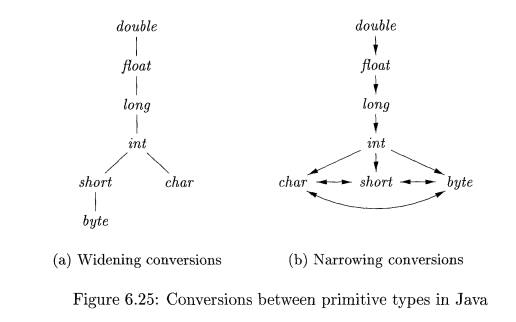 double double
float float
long long
int int
short char char short byte
byte
(a) Widening conversions (b) Narrowing conversions
Figure 6.25: Conversions between primitive types in Java